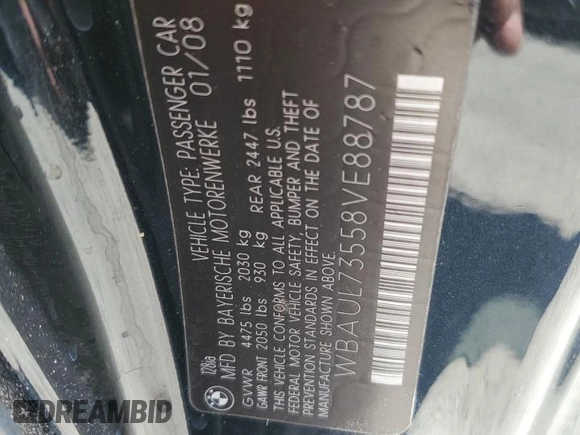 128iA
VEHICLE TYPE: PASSENGER CAR
MFD BY BAYERISCHE MOTORENWERKE 01/08
GVWR 4475 lbs 2030 kg
GAWR FRONT 2050 lbs 930 kg REAR 2447 lbs 1110 kg
THIS VEHICLE CONFORMS TO ALL APPLICABLE U.S.
FEDERAL MOTOR VEHICLE SAFETY, BUMPER AND THEFT
PREVENTION STANDARDS IN EFFECT ON THE DATE OF
MANUFACTURE SHOWN ABOVE.
WBAUL73558VE88787
DREAMBID